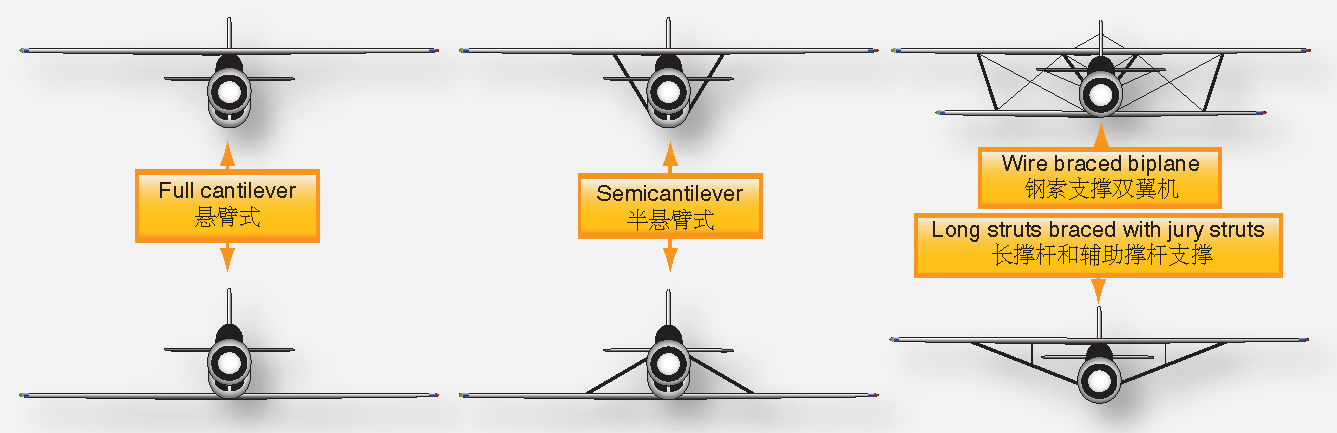 Full cantilever
悬臂式
Semicantilever
半悬臂式
Wire braced biplane
钢索支撑双翼机
Long struts braced with jury struts
长撑杆和辅助撑杆支撑